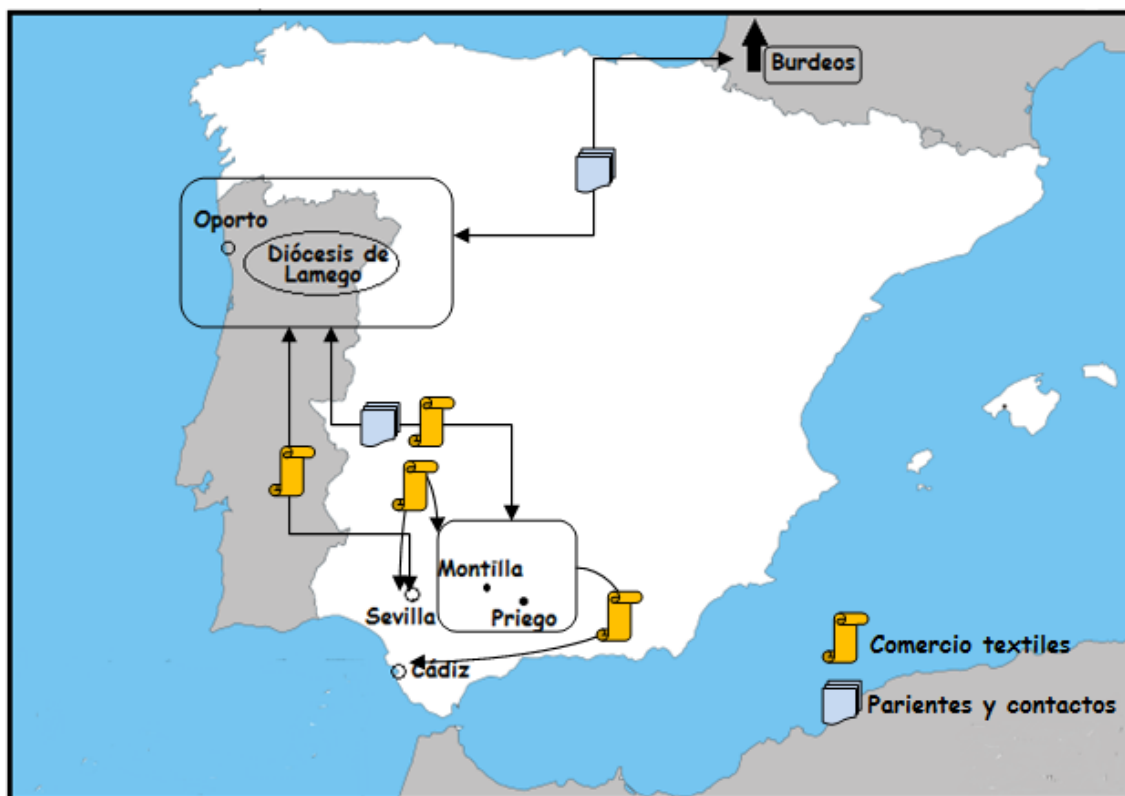 Burdeos
Oporto
Diócesis de
Lamego
Montilla
Sevilla
Priego
Cádiz
Comercio textiles
Parientes y contactos